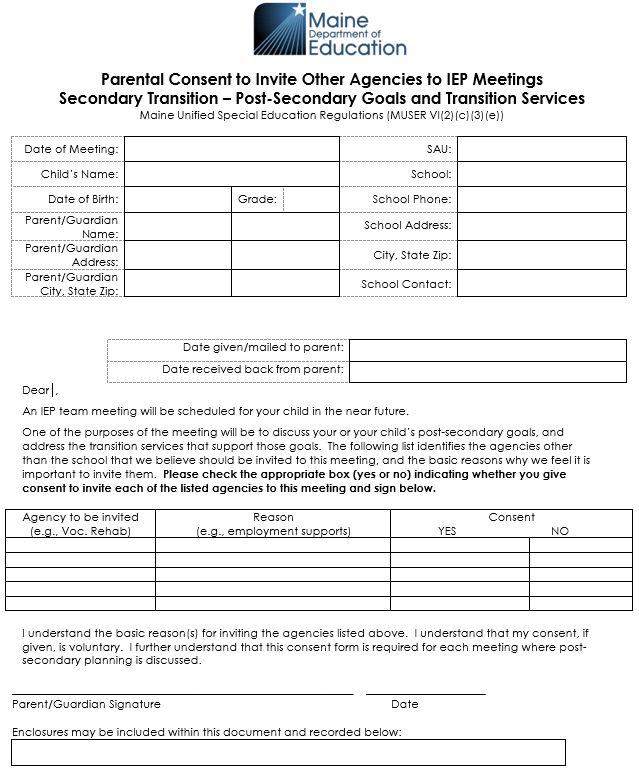 Maine
Department of
Education
Parental Consent to Invite Other Agencies to IEP Meetings
Secondary Transition – Post-Secondary Goals and Transition Services
Maine Unified Special Education Regulations (MUSER VI(2)(c)(3)(e))
Date of Meeting: SAU:
Child's Name: School:
Date of Birth: Grade: School Phone:
Parent/Guardian
Name: School Address:
Parent/Guardian
Address: City, State Zip:
Parent/Guardian
City, State Zip: School Contact:
Date given/mailed to parent:
Date received back from parent:
Dear ,
An IEP team meeting will be scheduled for your child in the near future.
One of the purposes of the meeting will be to discuss your or your child's post-secondary goals, and
address the transition services that support those goals. The following list identifies the agencies other
than the school that we believe should be invited to this meeting, and the basic reasons why we feel it is
important to invite them. Please check the appropriate box (yes or no) indicating whether you give
consent to invite each of the listed agencies to this meeting and sign below.
Agency to be invited Reason Consent
(e.g., Voc. Rehab) (e.g., employment supports) YES NO
I understand the basic reason(s) for inviting the agencies listed above. I understand that my consent, if
given, is voluntary. I further understand that this consent form is required for each meeting where post-
secondary planning is discussed.
Parent/Guardian Signature Date
Enclosures may be included within this document and recorded below: